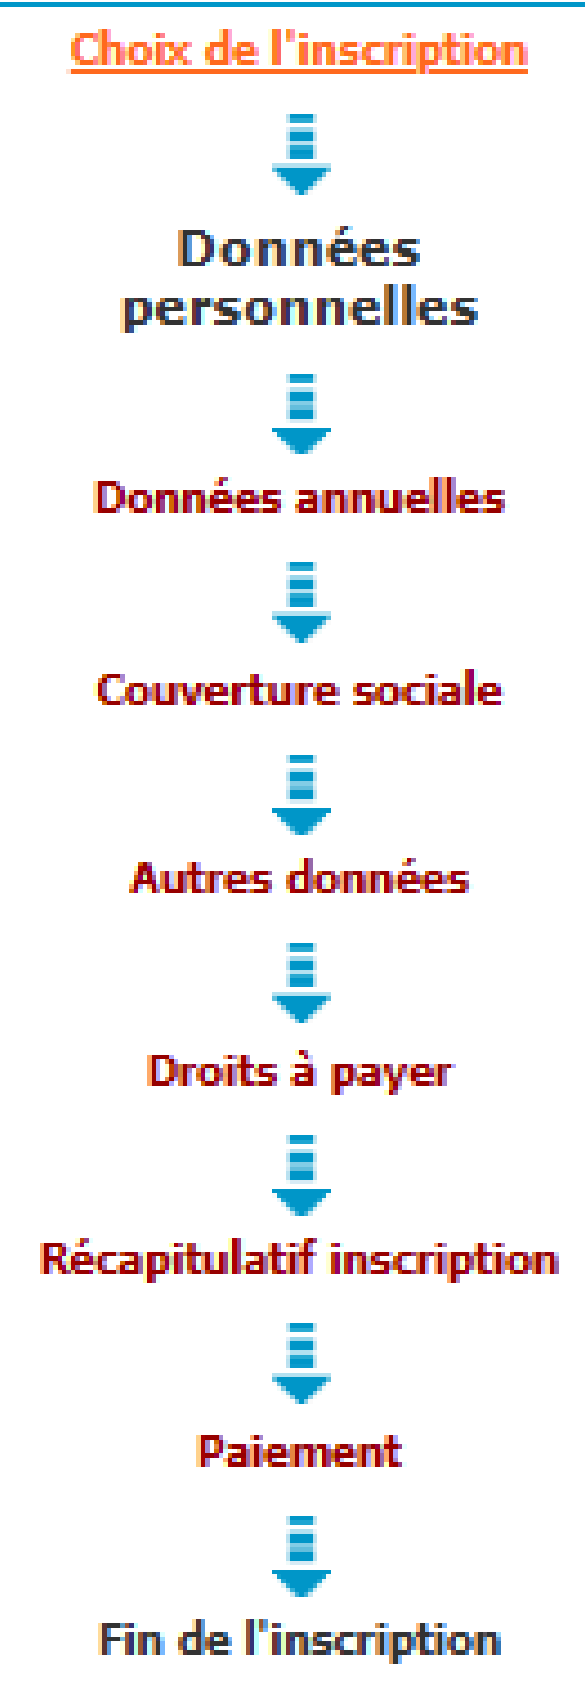 Choix de l'inscription
Données
personnelles
Données annuelles
Couverture sociale
Autres données
Droits à payer
Récapitulatif inscription
Paiement
Fin de l'inscription